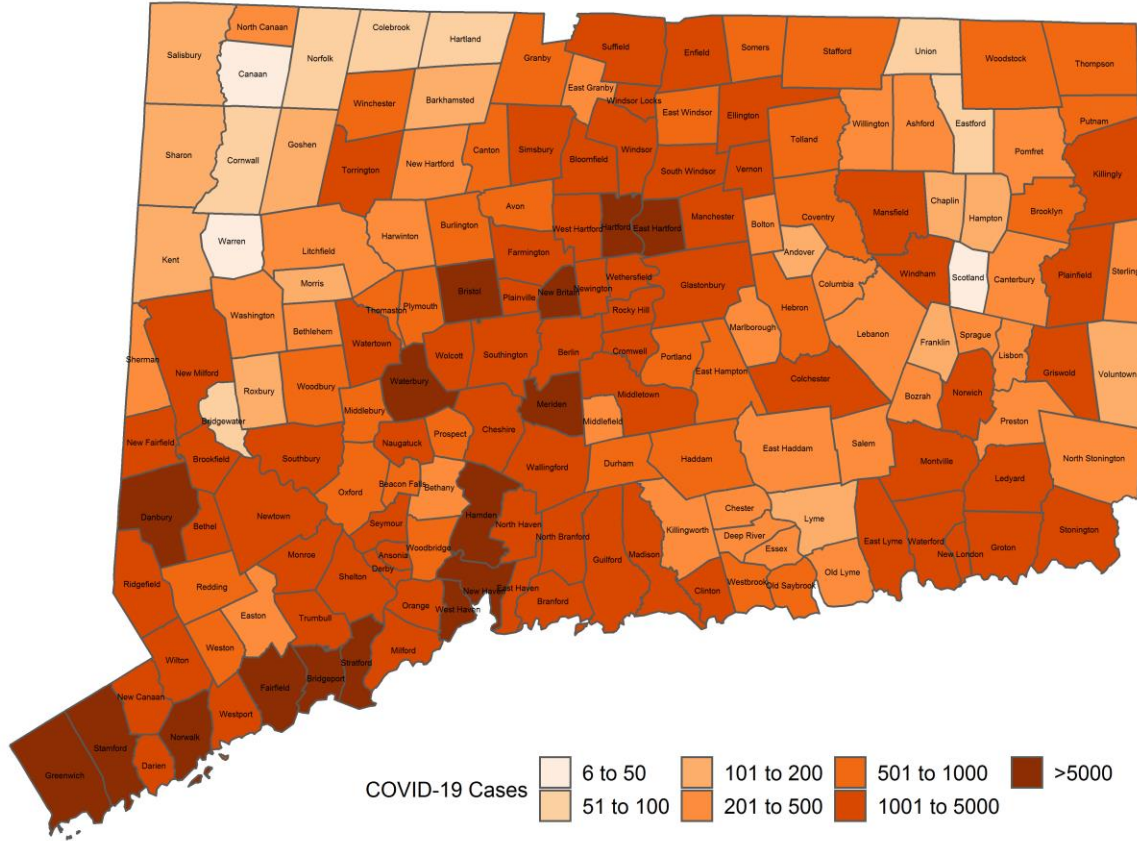 North Canaan
Colebrook
Hartland
Salisbury
Norfolk
Canaan
Suffield
Enfield
Somers
Stafford
Union
Woodstock
Thompson
Granby
East Granby
Winchester
Barkhamsted
Windsor Locks
East Windsor
Ellington
Willington
Ashford
Eastford
Putnam
Pomfret
Sharon
Cornwall
Goshen
Torrington
New Hartford
Canton
Simsbury
Bloomfield
Windsor
South Windsor
Vernon
Tolland
Killingly
Mansfield
Chaplin
Hampton
Brooklyn
Kent
Warren
Litchfield
Harwinton
Burlington
Avon
West Hartford
Hartford
East Hartford
Manchester
Bolton
Coventry
Andover
Farmington
Windham
Scotland
Canterbury
Plainfield
Sterling
Morris
Bristol
Plainville
New Britain
Newington
Wethersfield
Glastonbury
Rocky Hill
Columbia
Hebron
Marlborough
Lebanon
Franklin
Sprague
Lisbon
Griswold
Voluntown
Washington
Bethlehem
Thomaston
Plymouth
Watertown
Wolcott
Southington
Berlin
Cromwell
Portland
East Hampton
Sherman
New Milford
Roxbury
Woodbury
Bridgewater
Waterbury
Middlebury
Meriden
Middletown
Middlefield
Colchester
Bozrah
Norwich
Preston
New Fairfield
Brookfield
Southbury
Naugatuck
Prospect
Cheshire
Wallingford
Durham
Haddam
East Haddam
Salem
Montville
Ledyard
North Stonington
Danbury
Bethel
Newtown
Oxford
Beacon Falls
Bethany
Hamden
Seymour
North Haven
North Branford
Guilford
Madison
Killingworth
Chester
Deep River
Essex
Lyme
Old Lyme
East Lyme
Waterford
New London
Groton
Stonington
Ridgefield
Redding
Monroe
Ansonia
Derby
Woodbridge
Shelton
Easton
Weston
Trumbull
Orange
West Haven
New Haven
East Haven
Branford
Clinton
Westbrook
Old Saybrook
Wilton
Milford
Stratford
Bridgeport
Fairfield
New Canaan
Westport
Norwalk
Stamford
Greenwich
Darien
COVID-19 Cases
6 to 50
101 to 200
501 to 1000
>5000
51 to 100
201 to 500
1001 to 5000